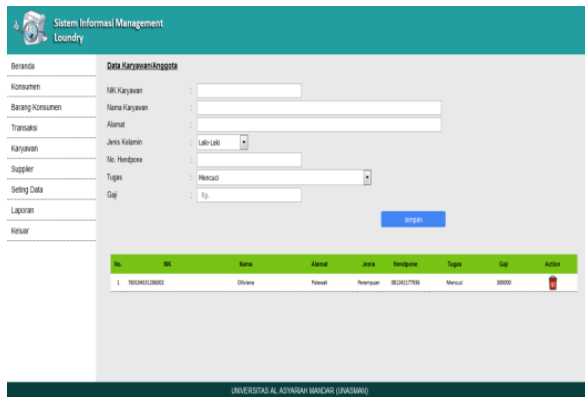 Sistem Informasi Management
Loundry
Beranda
Konsumen
Barang Konsumen
Transaksi
Karyawan
Supplier
Seting Data
Laporan
Keluar
Data Karyawan/Anggota
NIK Karyawan :
Nama Karyawan :
Alamat :
Jenis Kelamin : Laki-Laki
No. Hendpone :
Tugas : Mencuci
Gaji : Rp.
simpan
No. NIK Nama Alamat Jenis Hendpone Tugas Gaji Action
1 Oliviana Polewali Perempuan Mencuci 300000
UNIVERSITAS AL ASYARIAH MANDAR (UNASMAN)